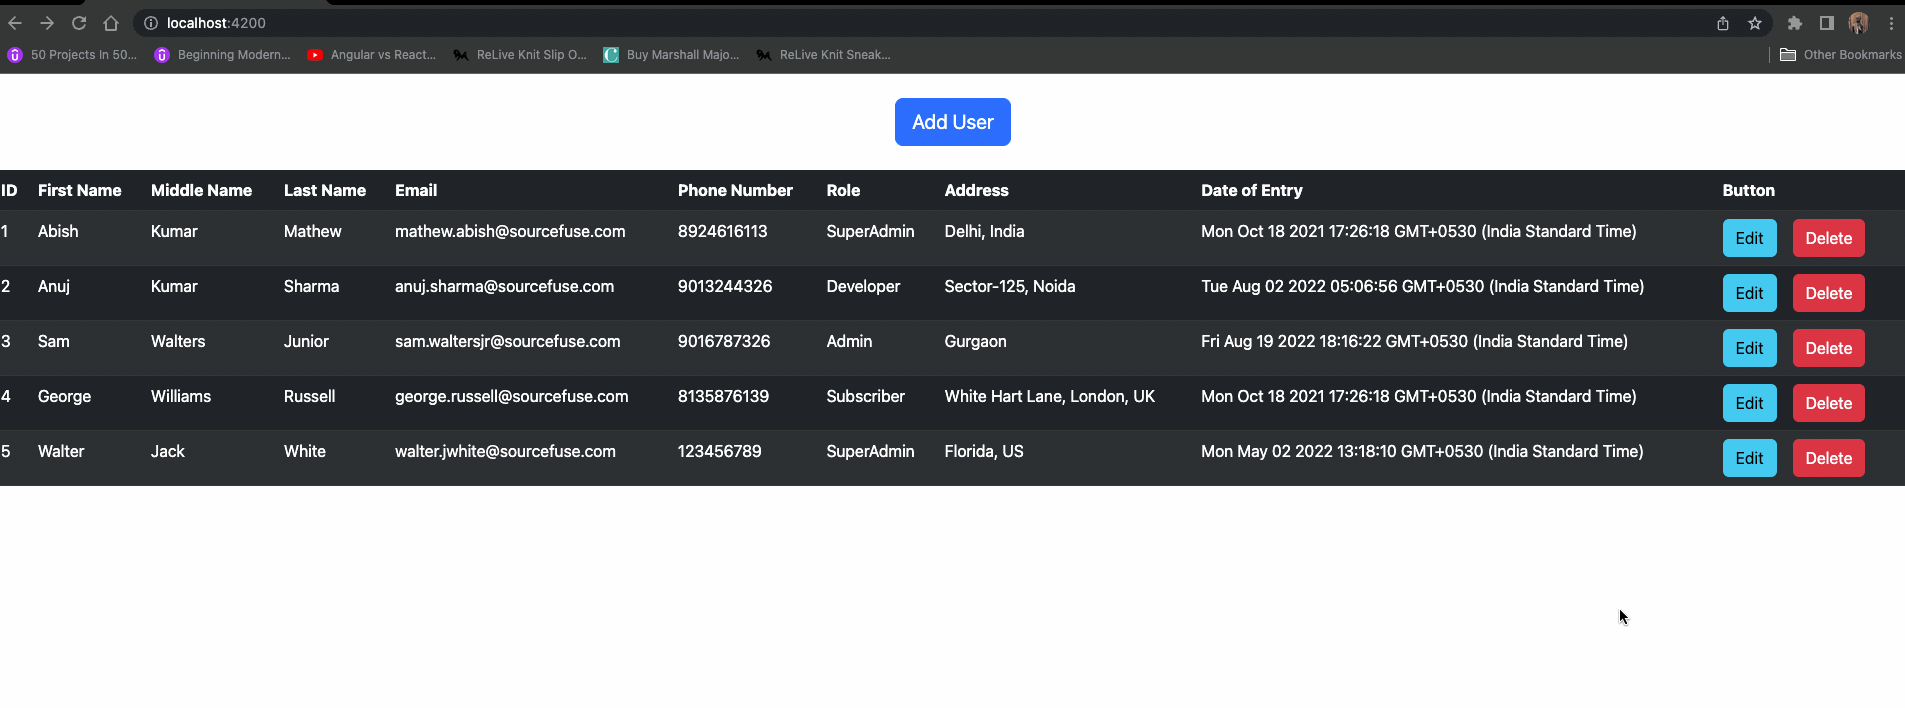 localhost:4200
50 Projects In 50... Beginning Modern... Angular vs React... ReLive Knit Slip O... Buy Marshall Majo... ReLive Knit Sneak... Other Bookmarks
Add User
ID First Name Middle Name Last Name Email Phone Number Role Address Date of Entry Button
1 Abish Kumar Mathew mathew.abish@sourcefuse.com 8924616113 SuperAdmin Delhi, India Mon Oct 18 2021 17:26:18 GMT+0530 (India Standard Time) Edit Delete
2 Anuj Kumar Sharma anuj.sharma@sourcefuse.com 9013244326 Developer Sector-125, Noida Tue Aug 02 2022 05:06:56 GMT+0530 (India Standard Time) Edit Delete
3 Sam Walters Junior sam.waltersjr@sourcefuse.com 9016787326 Admin Gurgaon Fri Aug 19 2022 18:16:22 GMT+0530 (India Standard Time) Edit Delete
4 George Williams Russell george.russell@sourcefuse.com 8135876139 Subscriber White Hart Lane, London, UK Mon Oct 18 2021 17:26:18 GMT+0530 (India Standard Time) Edit Delete
5 Walter Jack White walter.jwhite@sourcefuse.com 123456789 SuperAdmin Florida, US Mon May 02 2022 13:18:10 GMT+0530 (India Standard Time) Edit Delete